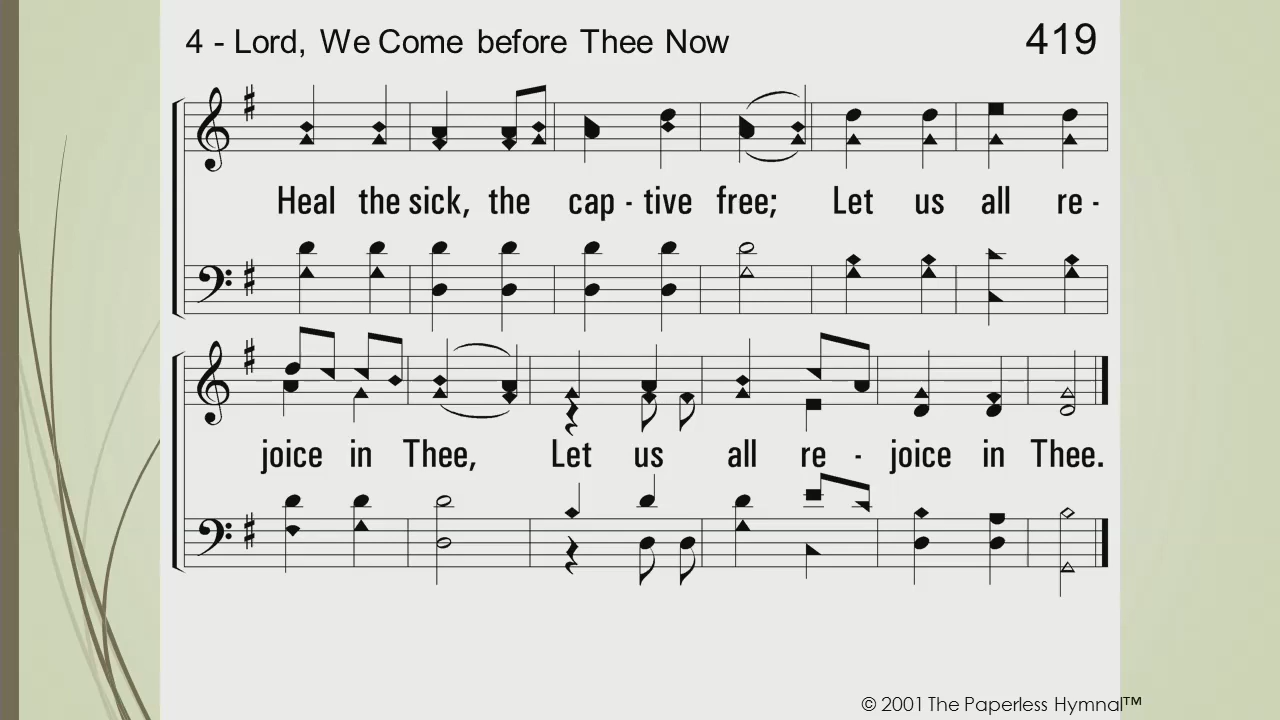 4 - Lord, We Come before Thee Now
419
Heal the sick, the cap - tive free; Let us all re -
joice in Thee, Let us all re - joice in Thee.
© 2001 The Paperless Hymnal™